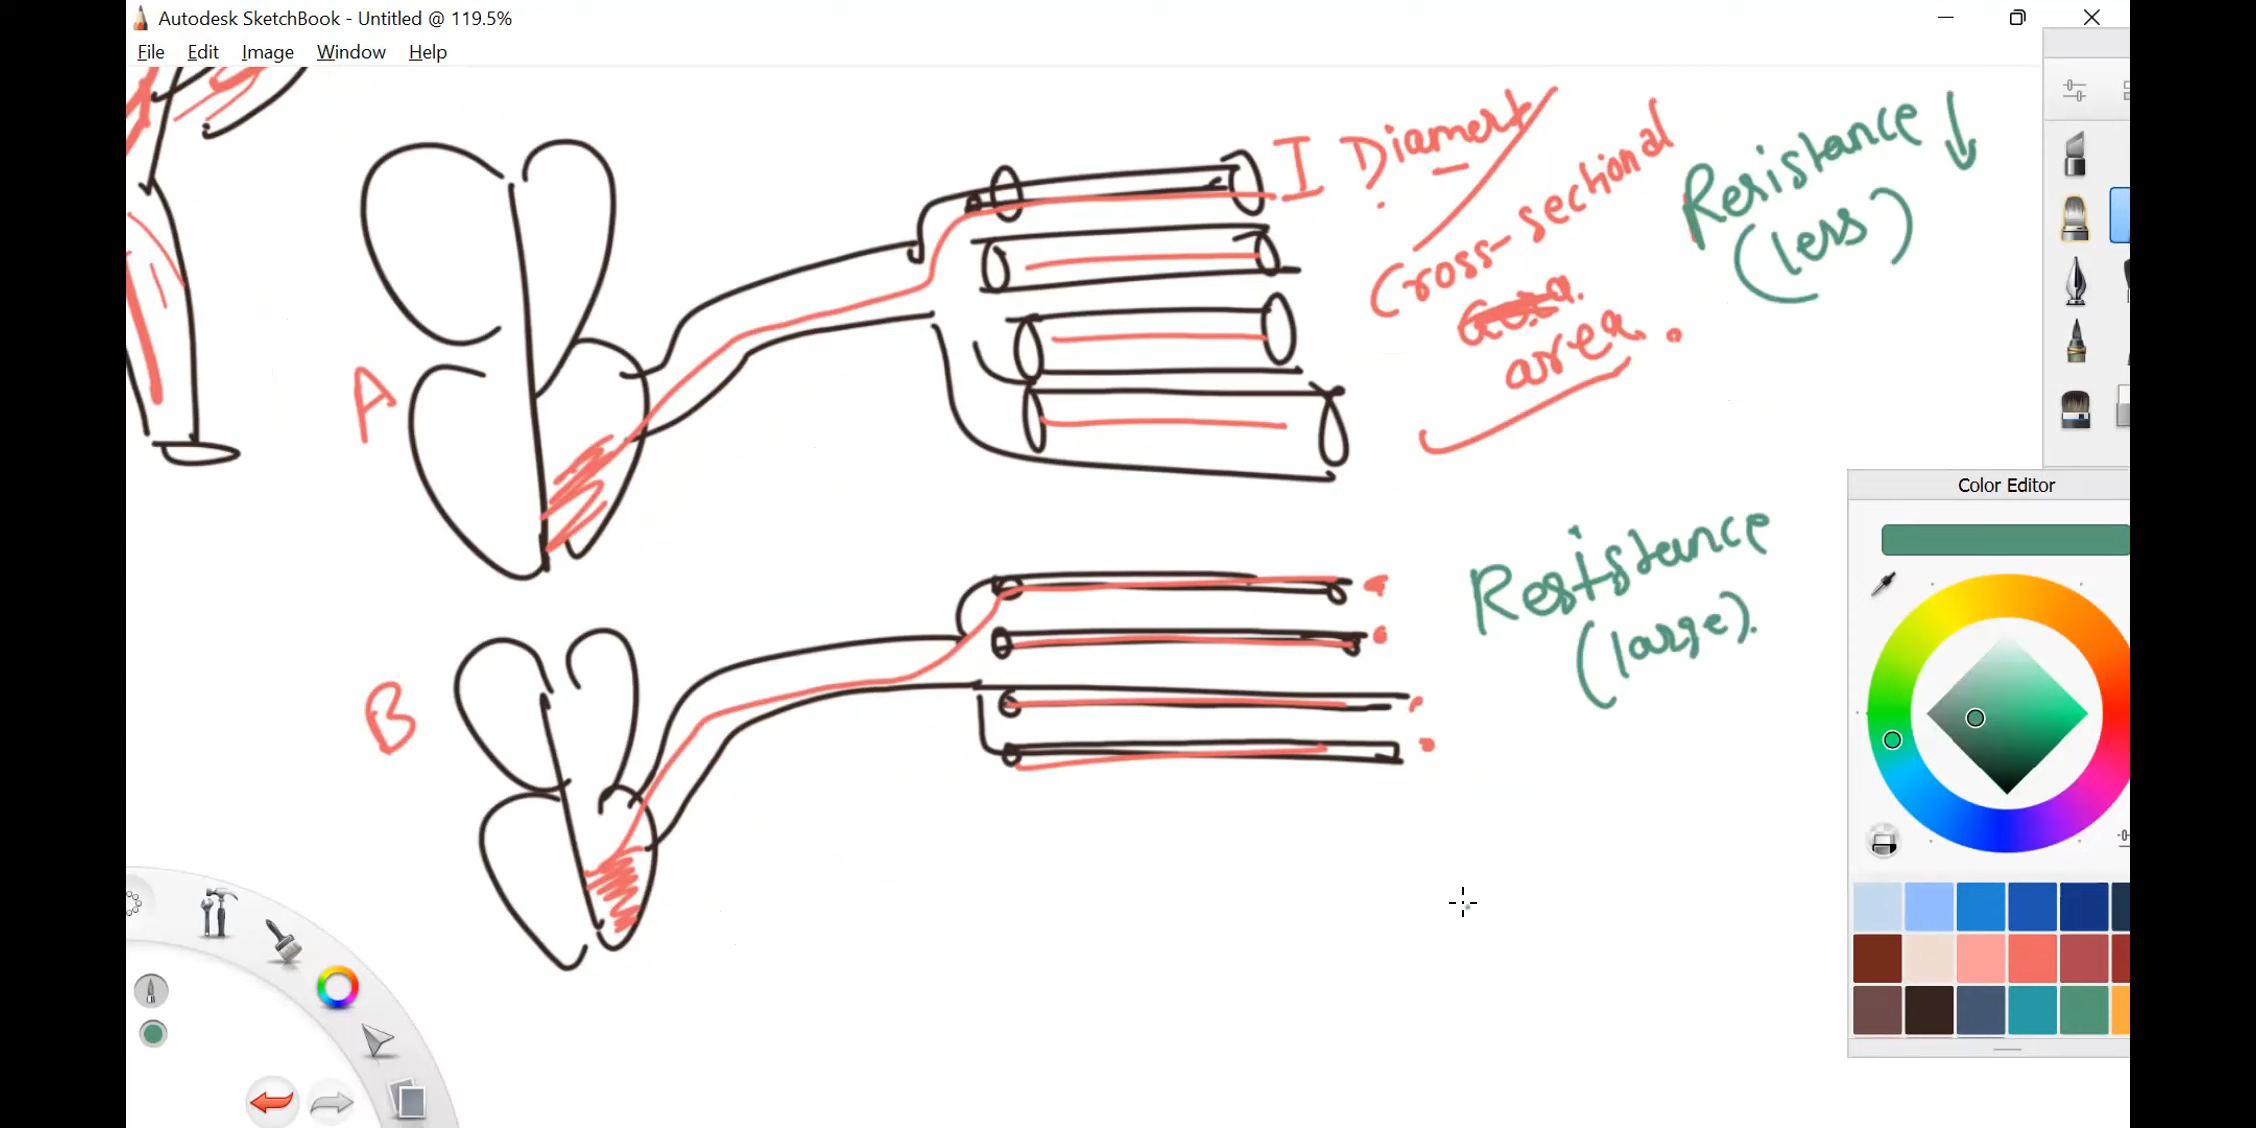 Autodesk SketchBook - Untitled @ 119.5%
File Edit Image Window Help
I Diamert
Cross-sectional
area.
Resistance ↓
(less)
A
Resistance
(large).
B
Color Editor